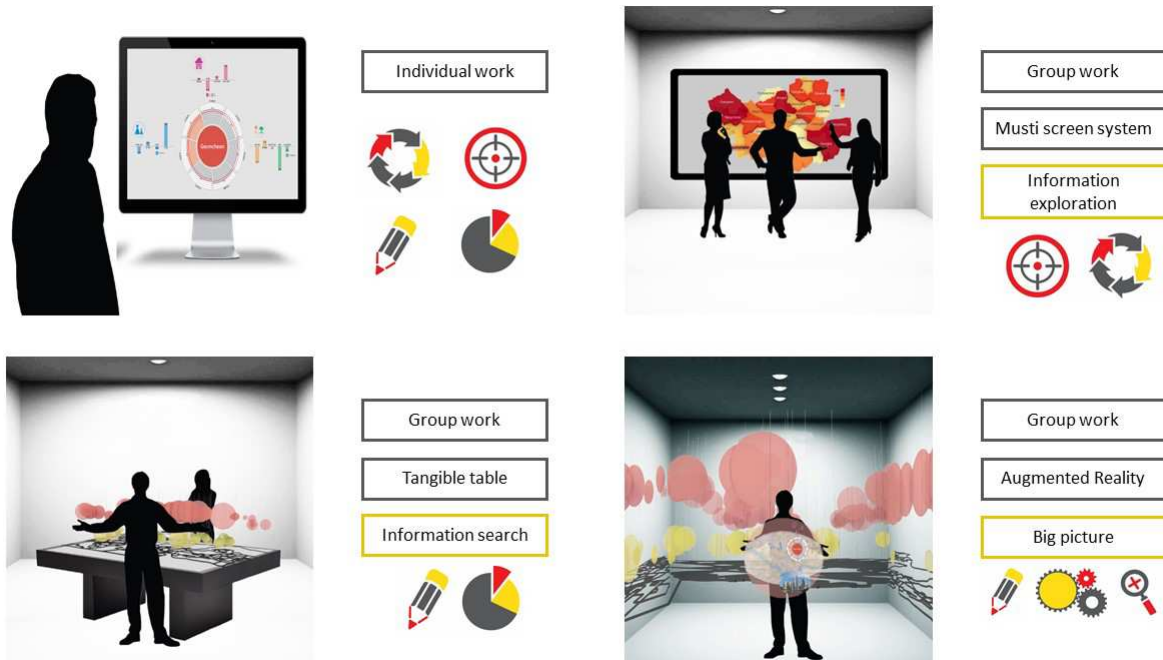 Individual work
Geumcheon
Group work
Musti screen system
Information
exploration
Group work
Tangible table
Information search
Group work
Augmented Reality
Big picture